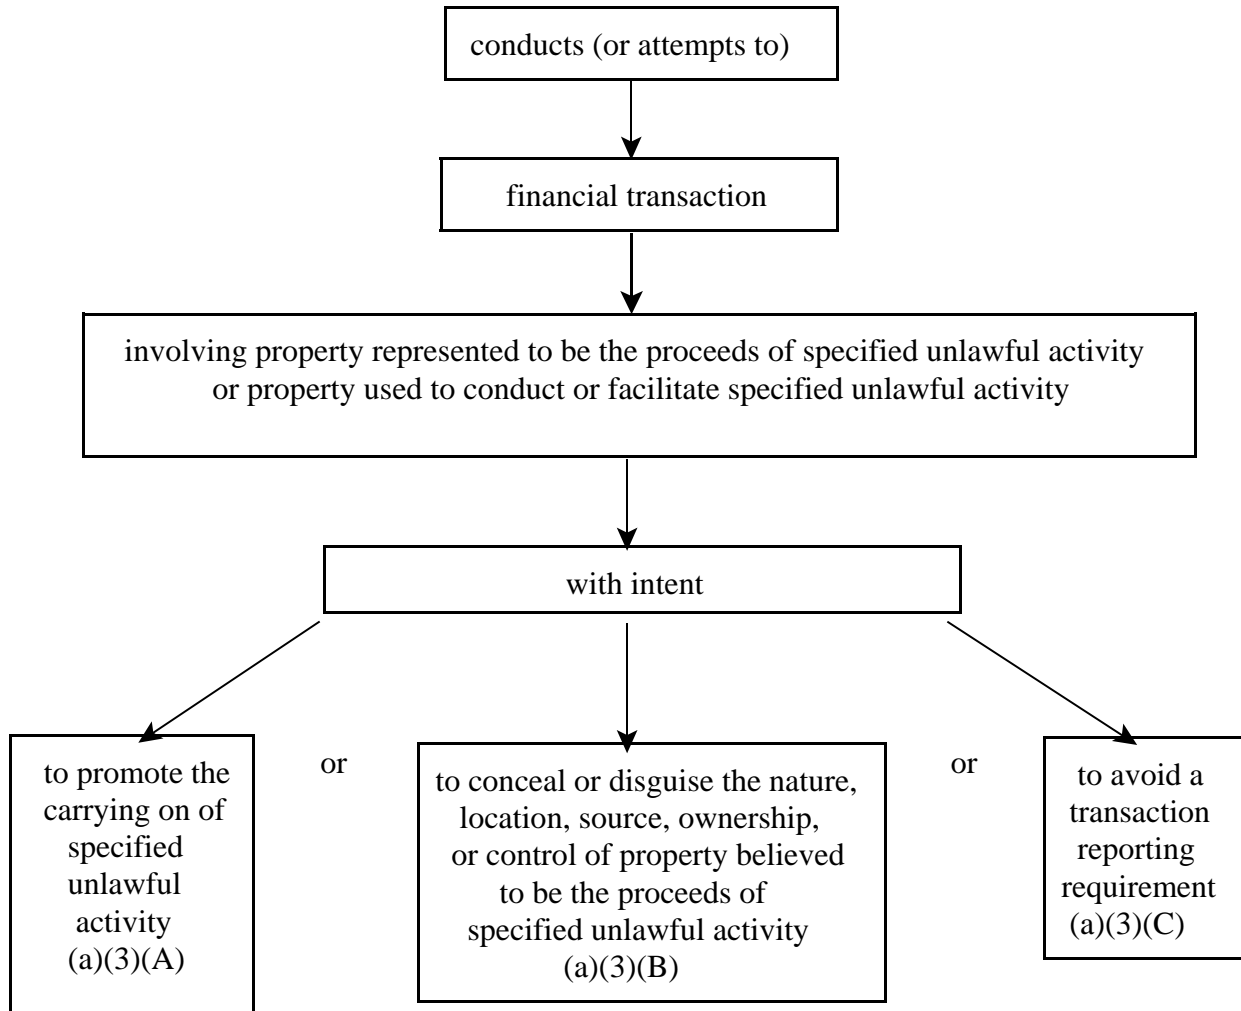 conducts (or attempts to)
financial transaction
involving property represented to be the proceeds of specified unlawful activity
or property used to conduct or facilitate specified unlawful activity
with intent
to promote the
carrying on of
specified
unlawful
activity
(a)(3)(A)
or
to conceal or disguise the nature,
location, source, ownership,
or control of property believed
to be the proceeds of
specified unlawful activity
(a)(3)(B)
or
to avoid a
transaction
reporting
requirement
(a)(3)(C)